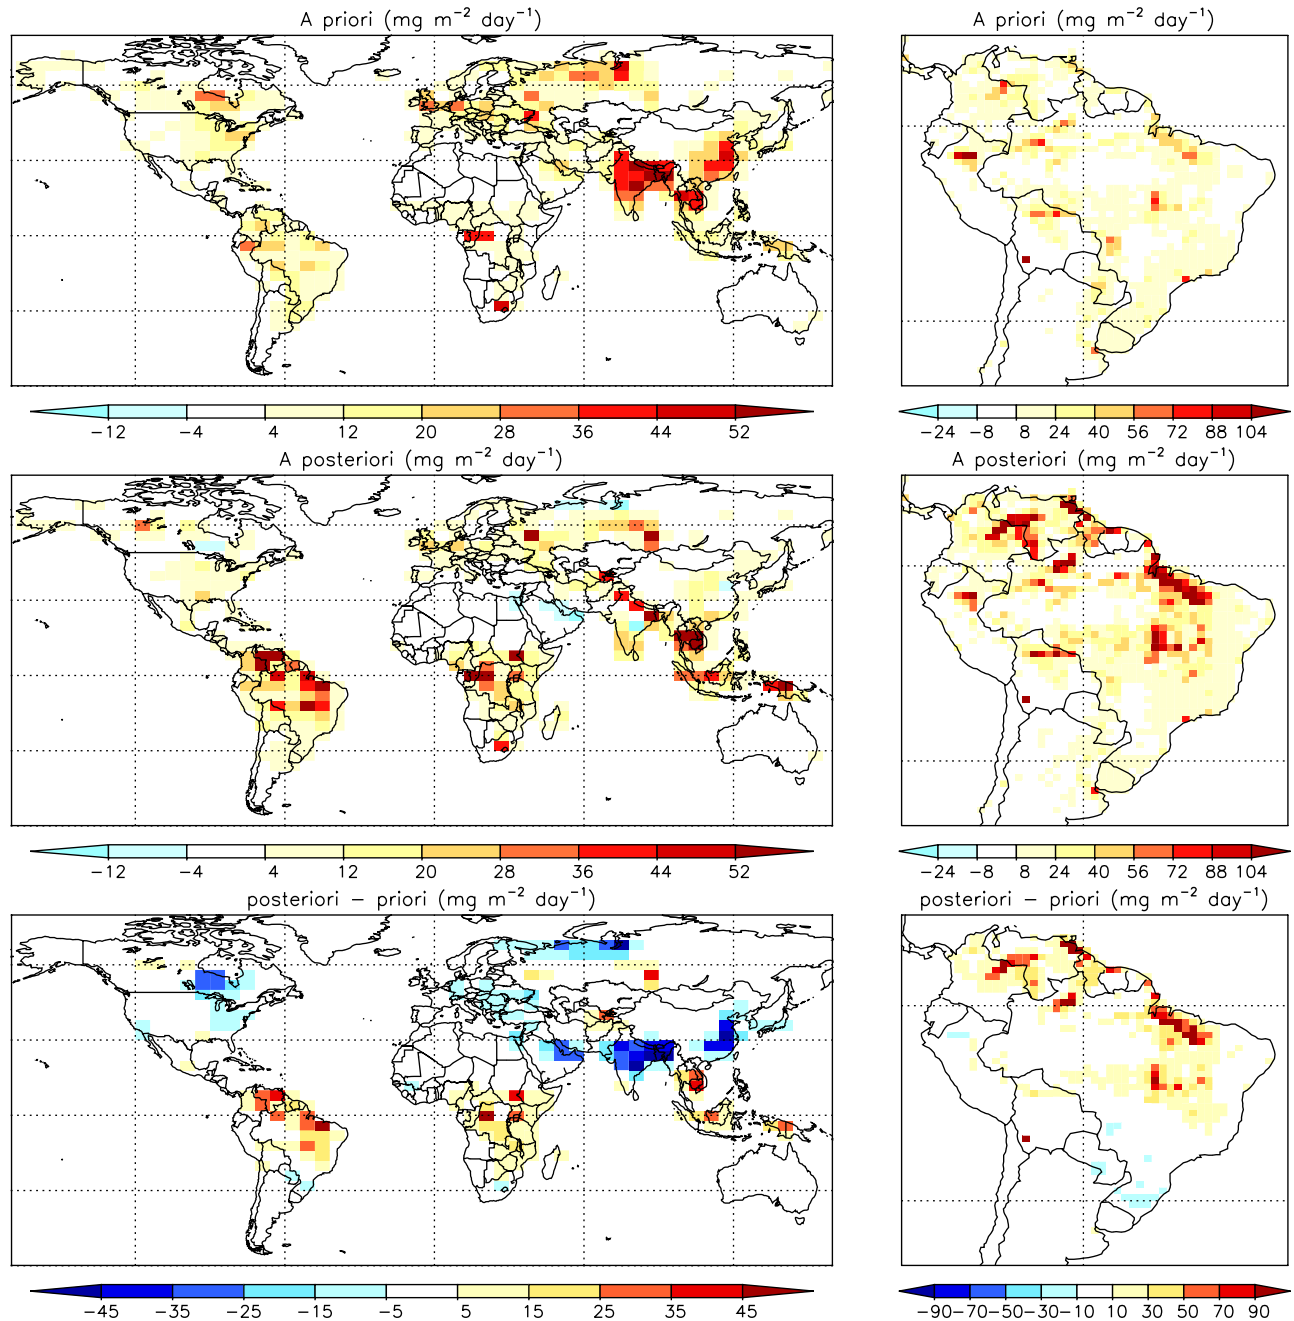 A priori (mg m⁻² day⁻¹)
A priori (mg m⁻² day⁻¹)
−12 −4 4 12 20 28 36 44 52
−24 −8 8 24 40 56 72 88 104
A posteriori (mg m⁻² day⁻¹)
A posteriori (mg m⁻² day⁻¹)
−12 −4 4 12 20 28 36 44 52
−24 −8 8 24 40 56 72 88 104
posteriori − priori (mg m⁻² day⁻¹)
posteriori − priori (mg m⁻² day⁻¹)
−45 −35 −25 −15 −5 5 15 25 35 45
−90 −70 −50 −30 −10 10 30 50 70 90